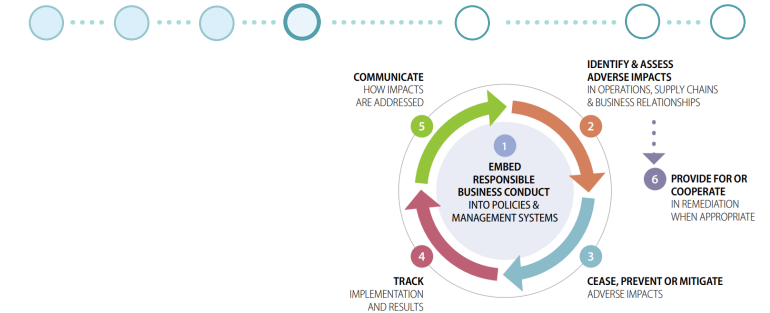 1
EMBED
RESPONSIBLE
BUSINESS CONDUCT
INTO POLICIES &
MANAGEMENT SYSTEMS
2
IDENTIFY & ASSESS
ADVERSE IMPACTS
IN OPERATIONS, SUPPLY CHAINS
& BUSINESS RELATIONSHIPS
3
CEASE, PREVENT OR MITIGATE
ADVERSE IMPACTS
4
TRACK
IMPLEMENTATION
AND RESULTS
5
COMMUNICATE
HOW IMPACTS
ARE ADDRESSED
6
PROVIDE FOR OR
COOPERATE
IN REMEDIATION
WHEN APPROPRIATE